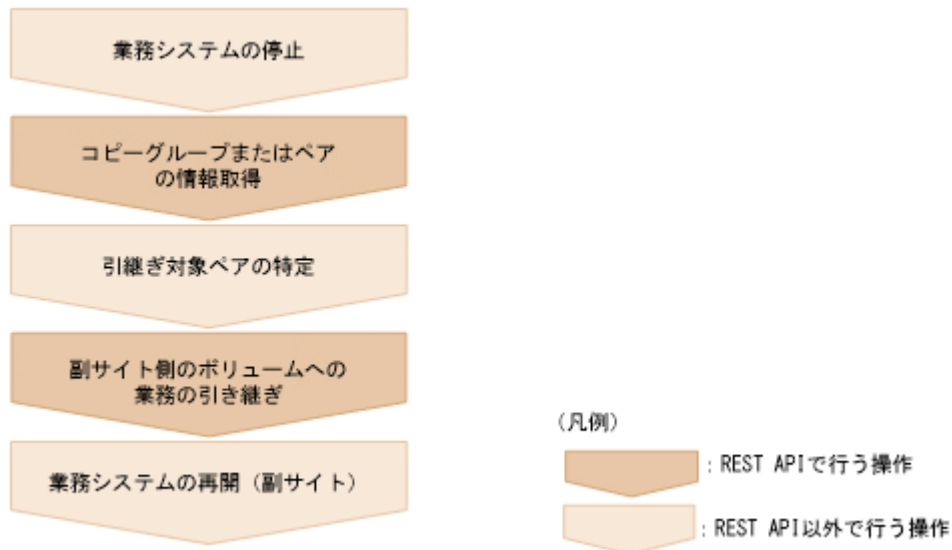 業務システムの停止
コピーグループまたはペア
の情報取得
引継ぎ対象ペアの特定
副サイト側のボリュームへの
業務の引き継ぎ
業務システムの再開（副サイト）
（凡例）
：REST APIで行う操作
：REST API以外で行う操作